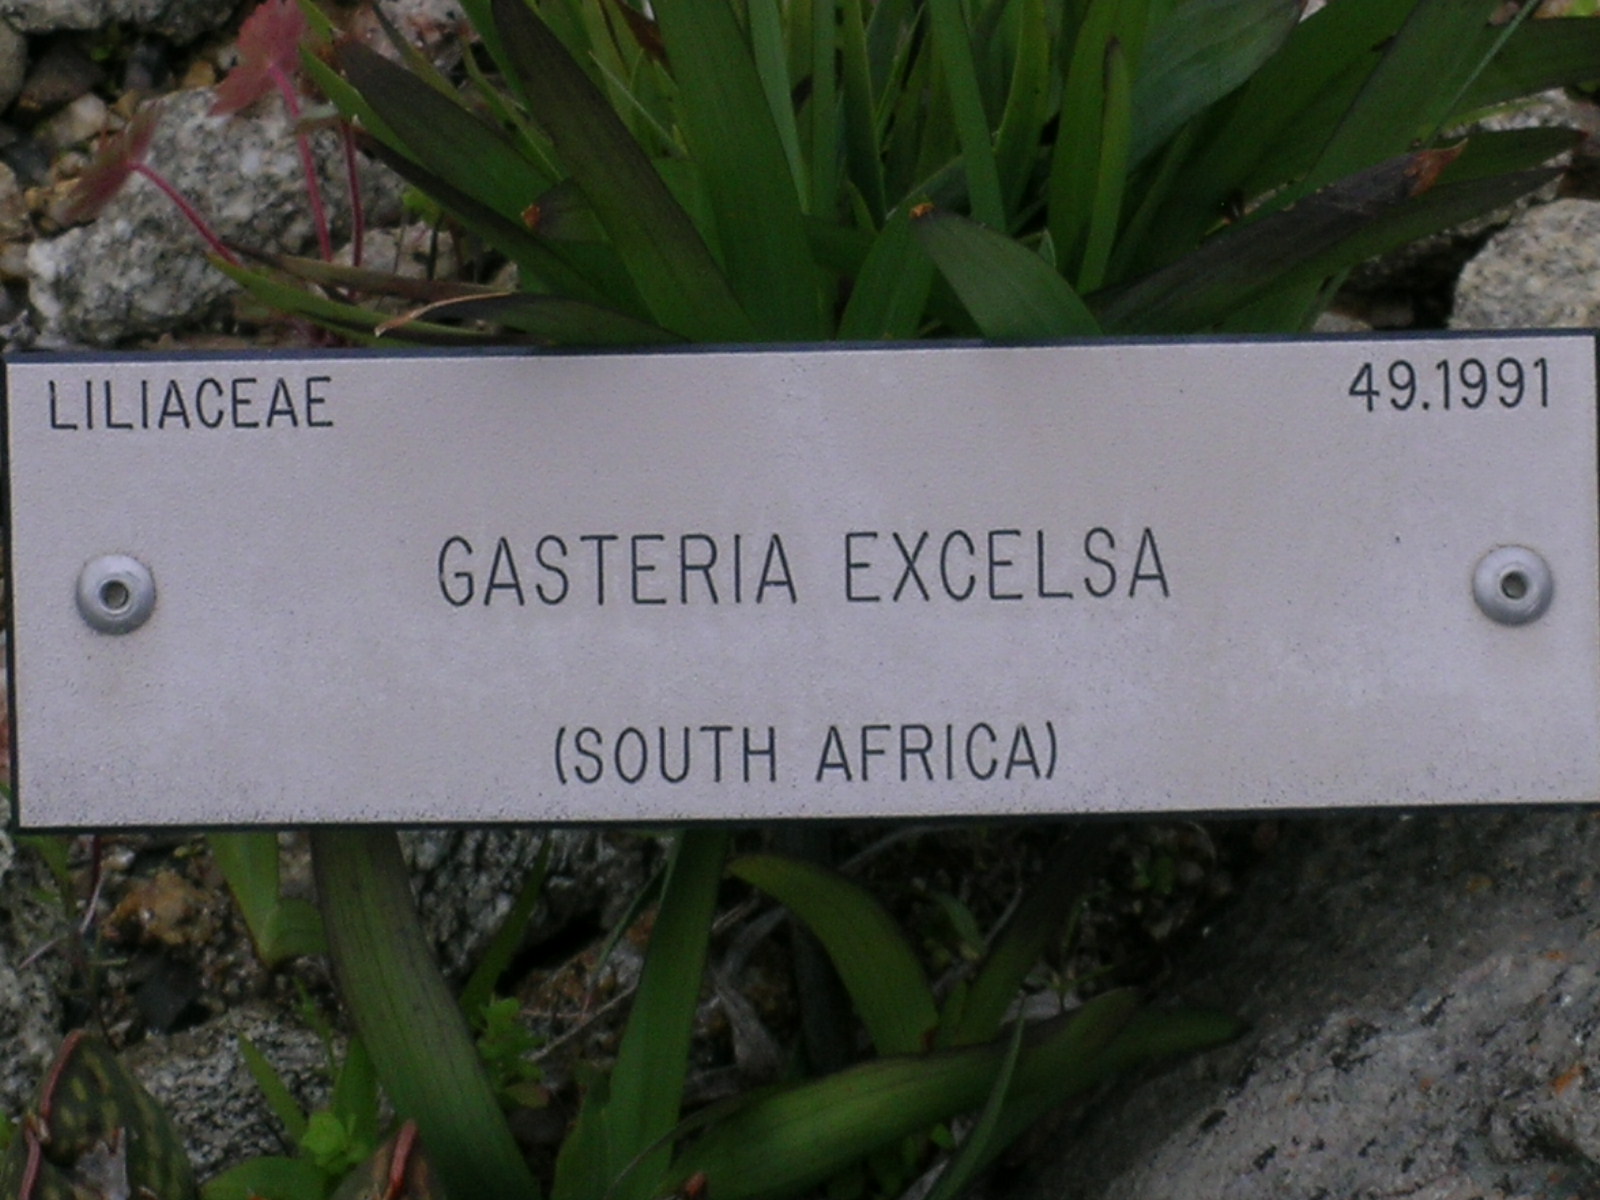 LILIACEAE 49.1991
GASTERIA EXCELSA
(SOUTH AFRICA)